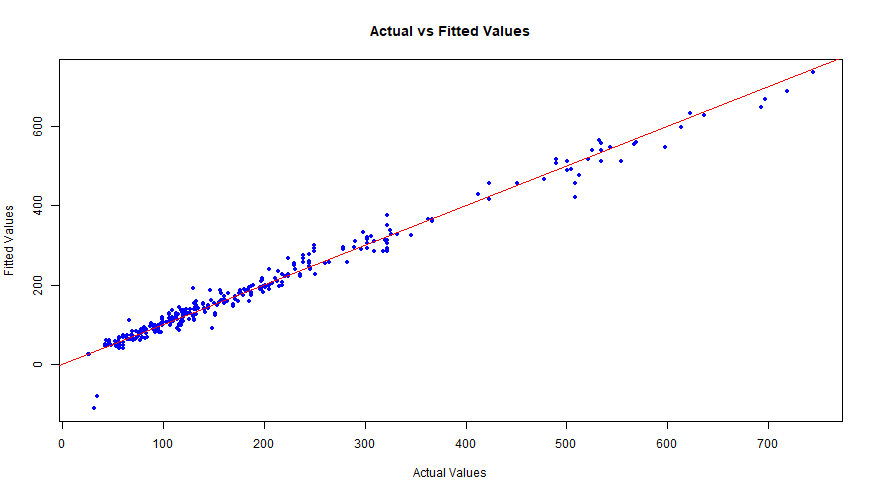 Actual vs Fitted Values
Fitted Values
600
400
200
0
0 100 200 300 400 500 600 700
Actual Values